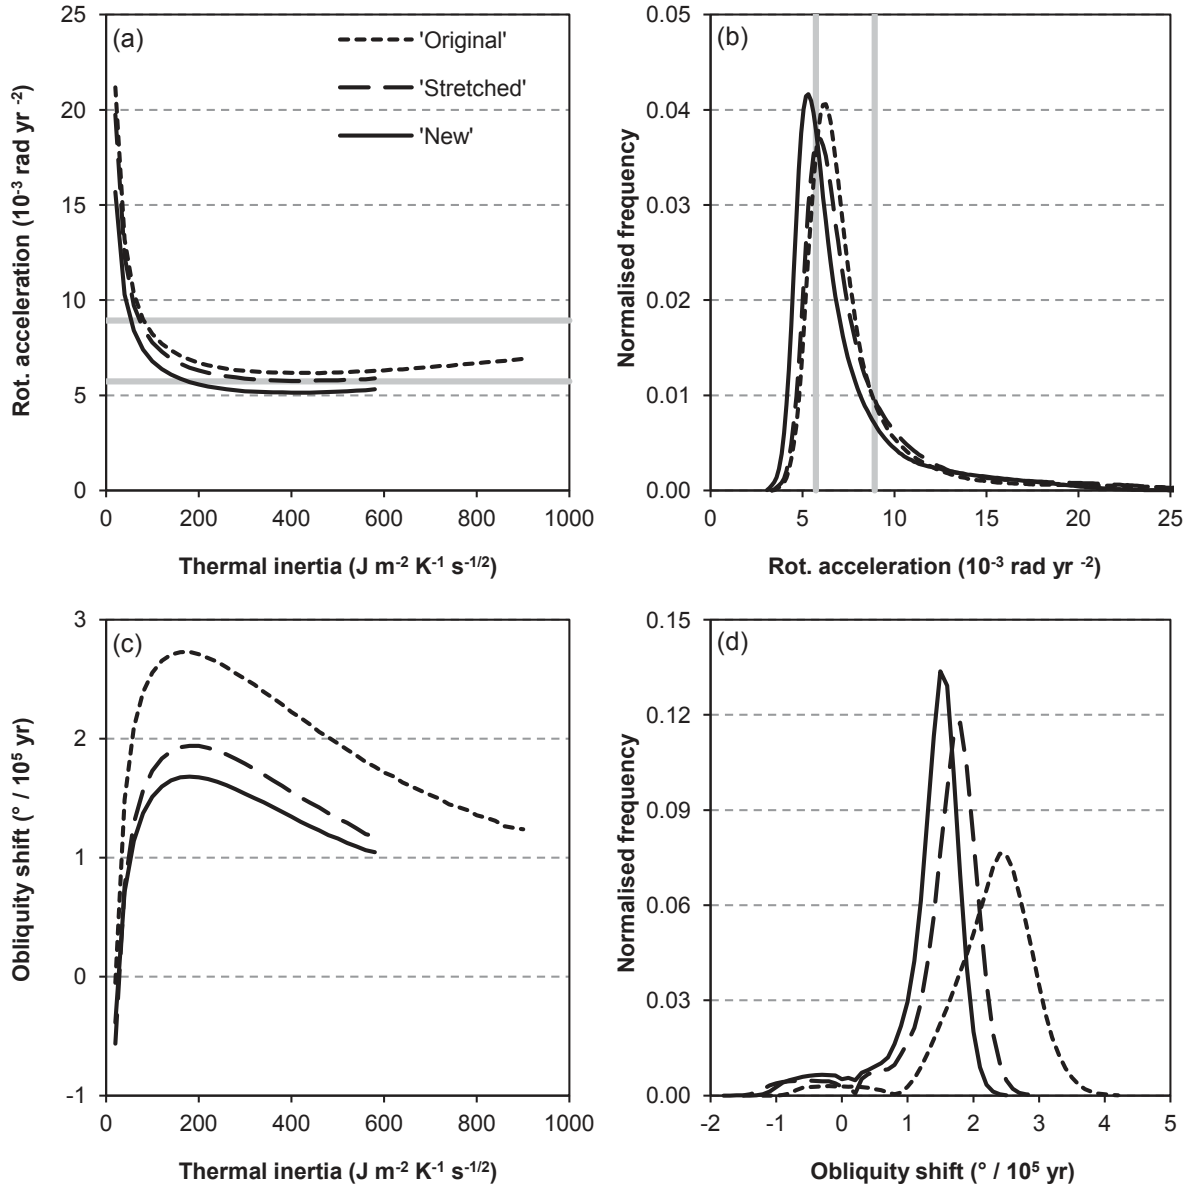 (a)
'Original'
'Stretched'
'New'
Rot. acceleration (10⁻³ rad yr ⁻²)
25
20
15
10
5
0
0 200 400 600 800 1000
Thermal inertia (J m⁻² K⁻¹ s⁻¹/²)
(b)
Normalised frequency
0.05
0.04
0.03
0.02
0.01
0.00
0 5 10 15 20 25
Rot. acceleration (10⁻³ rad yr ⁻²)
(c)
Obliquity shift (° / 10⁵ yr)
3
2
1
0
-1
0 200 400 600 800 1000
Thermal inertia (J m⁻² K⁻¹ s⁻¹/²)
(d)
Normalised frequency
0.15
0.12
0.09
0.06
0.03
0.00
-2 -1 0 1 2 3 4 5
Obliquity shift (° / 10⁵ yr)